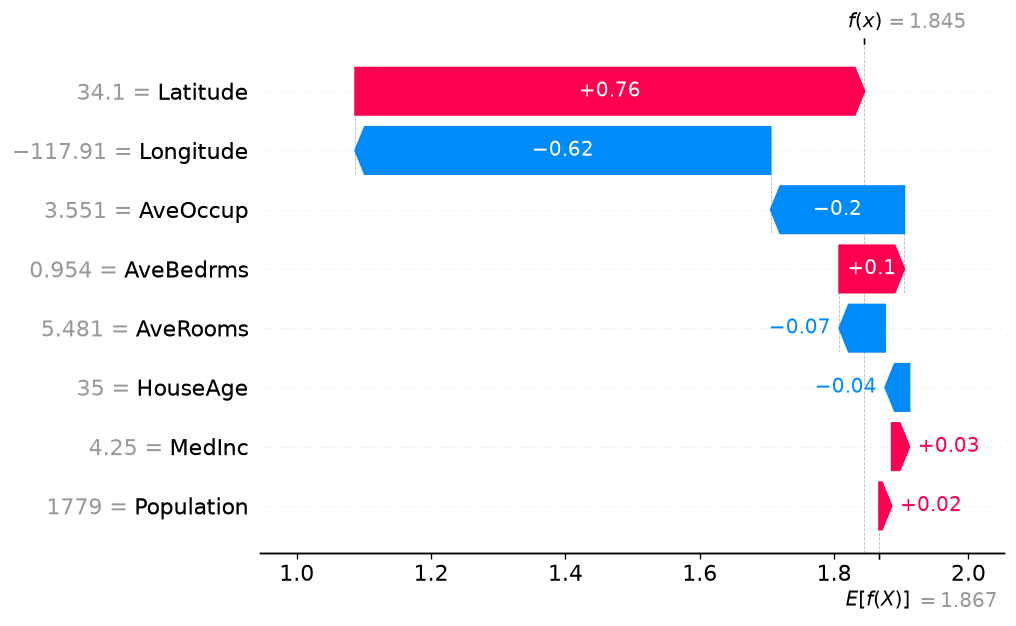 f(x) = 1.845
34.1 = Latitude +0.76
−117.91 = Longitude −0.62
3.551 = AveOccup −0.2
0.954 = AveBedrms +0.1
5.481 = AveRooms −0.07
35 = HouseAge −0.04
4.25 = MedInc +0.03
1779 = Population +0.02
1.0 1.2 1.4 1.6 1.8 2.0
E[f(X)] = 1.867